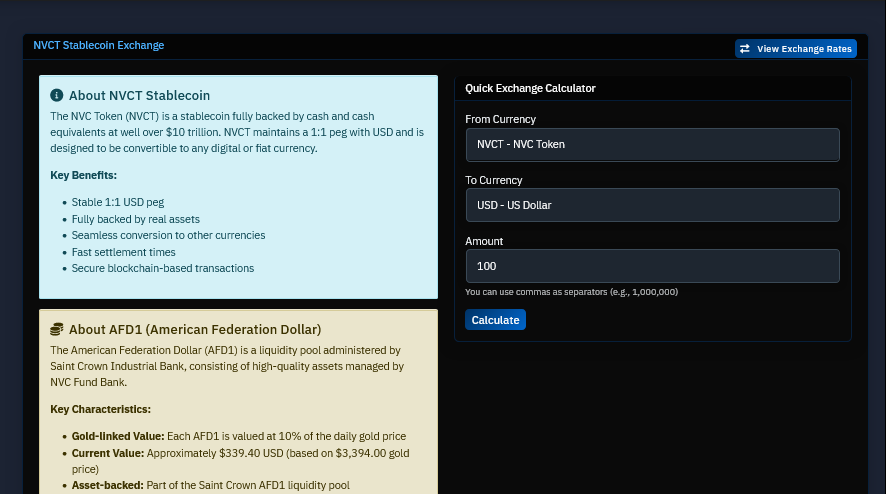 NVCT Stablecoin Exchange
View Exchange Rates
About NVCT Stablecoin
The NVC Token (NVCT) is a stablecoin fully backed by cash and cash
equivalents at well over $10 trillion. NVCT maintains a 1:1 peg with USD and is
designed to be convertible to any digital or fiat currency.
Key Benefits:
• Stable 1:1 USD peg
• Fully backed by real assets
• Seamless conversion to other currencies
• Fast settlement times
• Secure blockchain-based transactions
About AFD1 (American Federation Dollar)
The American Federation Dollar (AFD1) is a liquidity pool administered by
Saint Crown Industrial Bank, consisting of high-quality assets managed by
NVC Fund Bank.
Key Characteristics:
• Gold-linked Value: Each AFD1 is valued at 10% of the daily gold price
• Current Value: Approximately $339.40 USD (based on $3,394.00 gold
price)
• Asset-backed: Part of the Saint Crown AFD1 liquidity pool
Quick Exchange Calculator
From Currency
NVCT - NVC Token
To Currency
USD - US Dollar
Amount
100
You can use commas as separators (e.g., 1,000,000)
Calculate